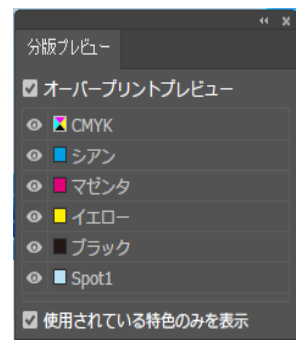 分版プレビュー
オーバープリントプレビュー
CMYK
シアン
マゼンタ
イエロー
ブラック
Spot1
使用されている特色のみを表示